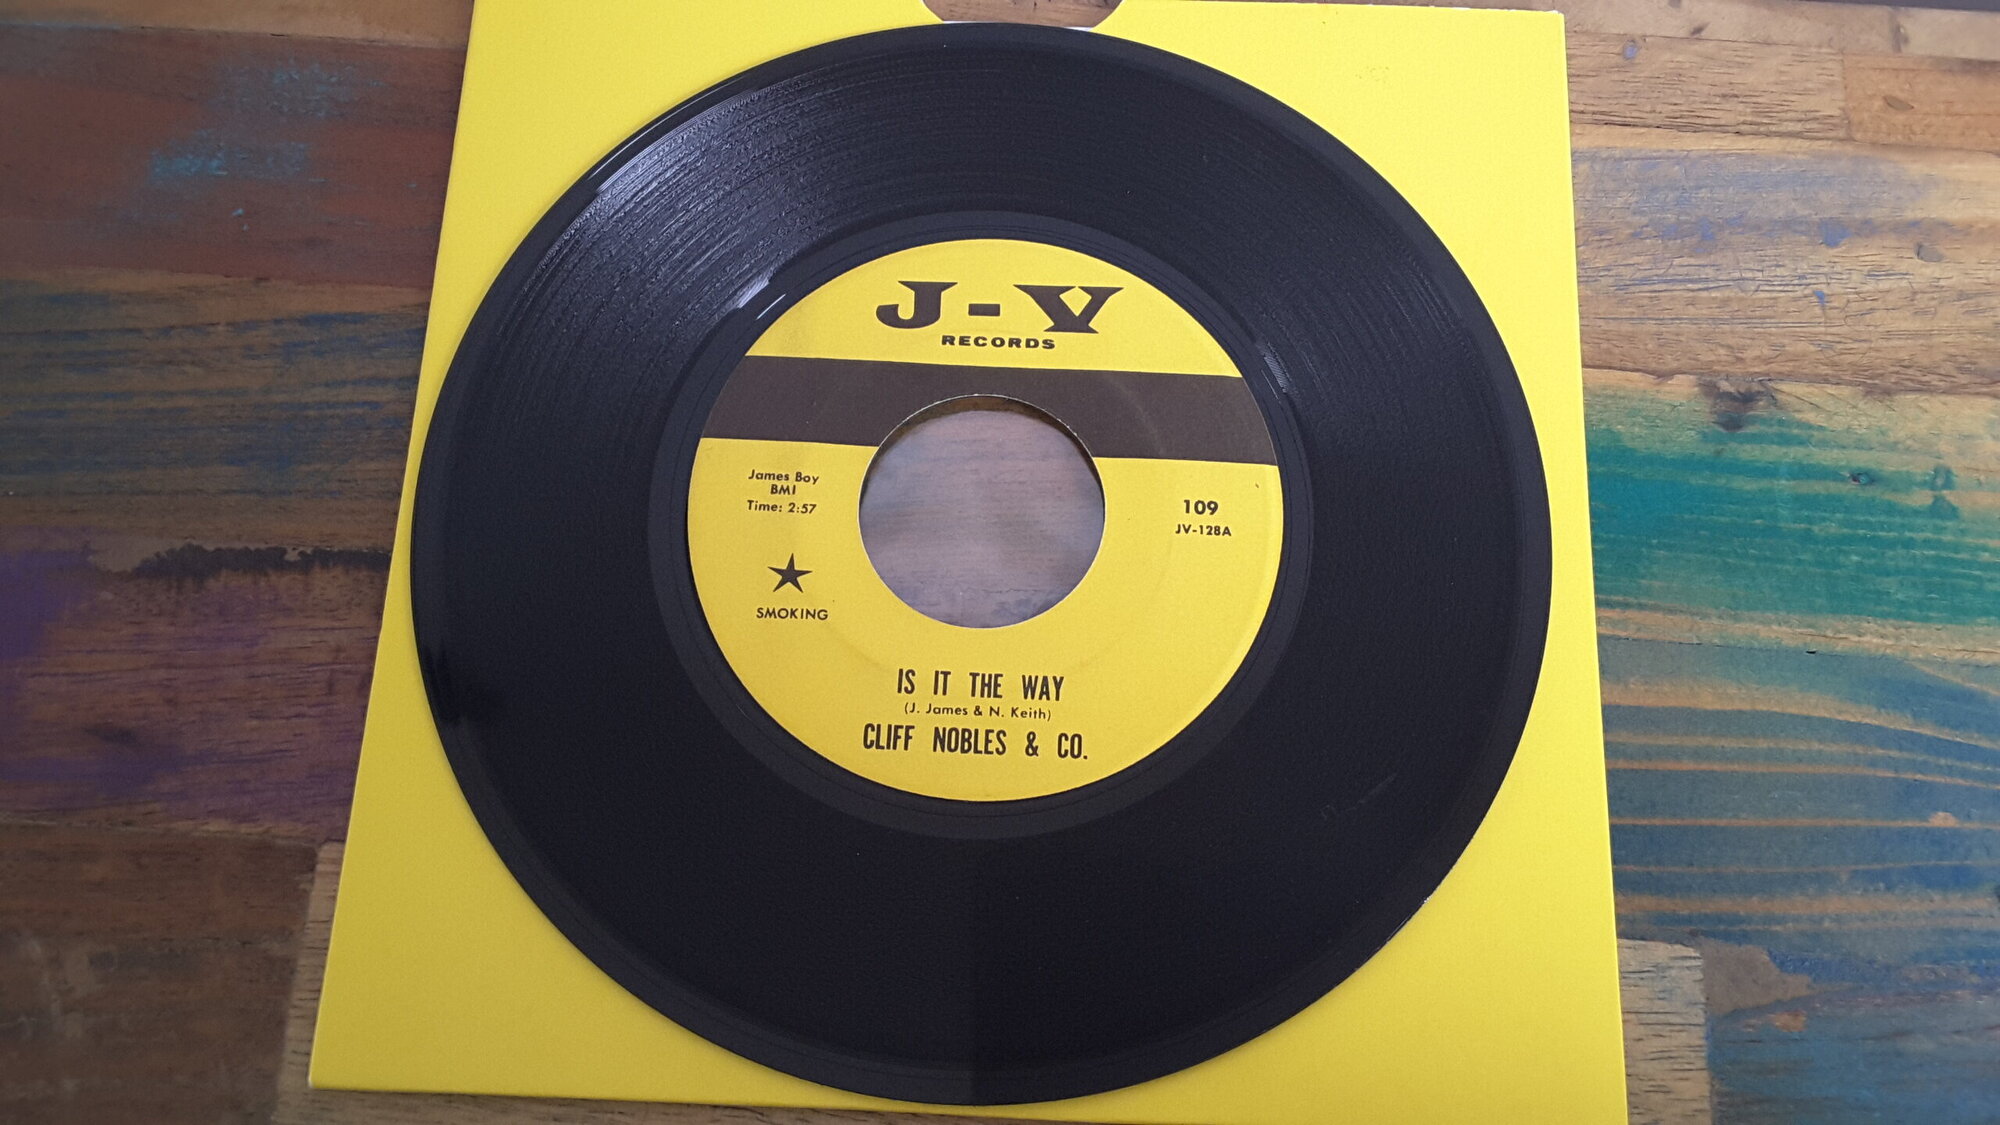 J-V
RECORDS
James Boy
BMI
Time: 2:57
109
JV-128A
SMOKING
IS IT THE WAY
(J. James & N. Keith)
CLIFF NOBLES & CO.